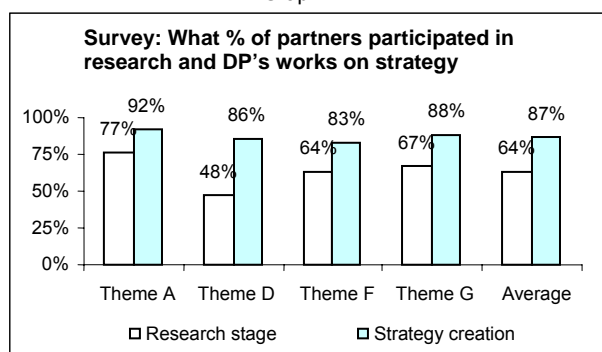 Survey: What % of partners participated in
research and DP's works on strategy
100%
75%
50%
25%
0%
77%
92%
48%
86%
64%
83%
67%
88%
64%
87%
Theme A
Theme D
Theme F
Theme G
Average
Research stage
Strategy creation